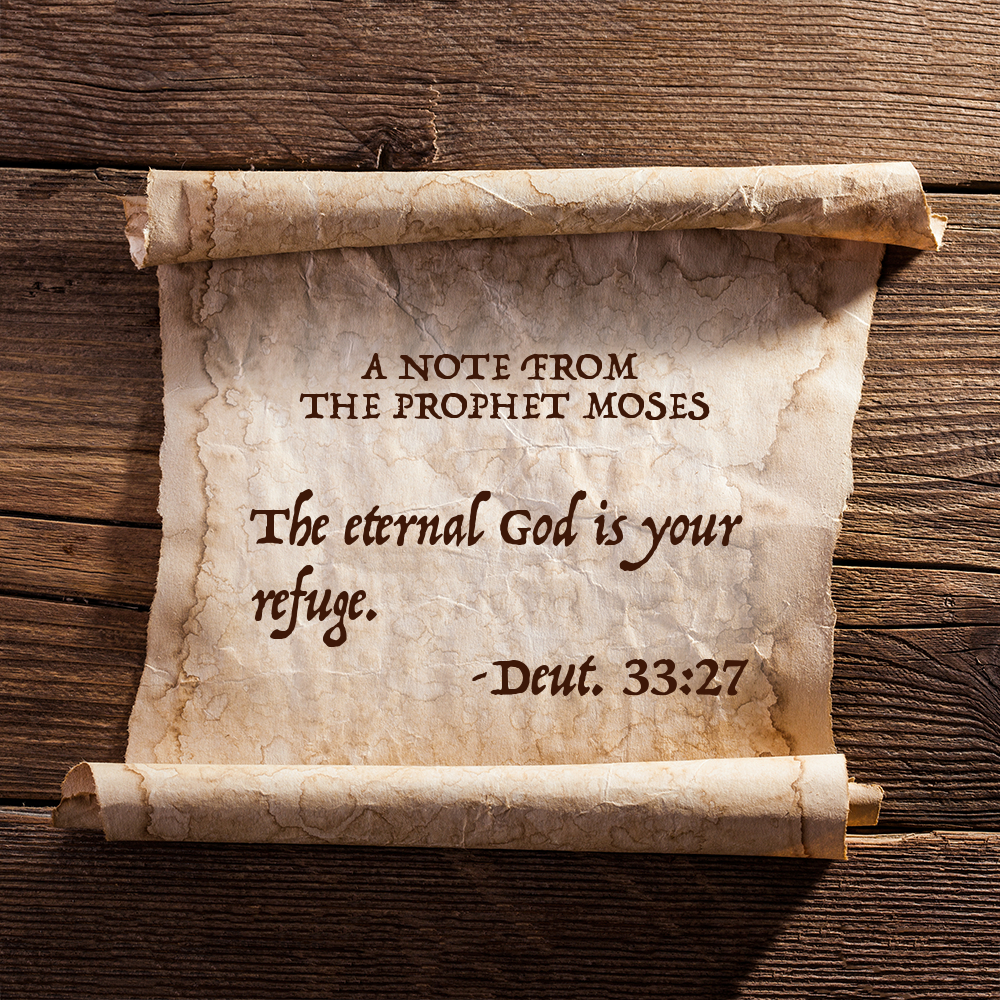 A NOTE FROM
THE PROPHET MOSES
The eternal God is your
refuge.
-Deut. 33:27